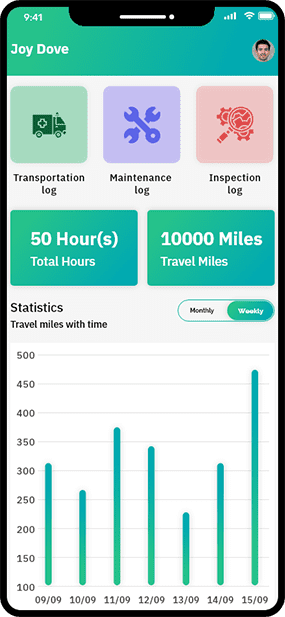 9:41
Joy Dove
Transportation
log
Maintenance
log
Inspection
log
50 Hour(s)
Total Hours
10000 Miles
Travel Miles
Statistics
Travel miles with time
Monthly
Weekly
500
450
400
350
300
250
200
150
100
09/09 10/09 11/09 12/09 13/09 14/09 15/09